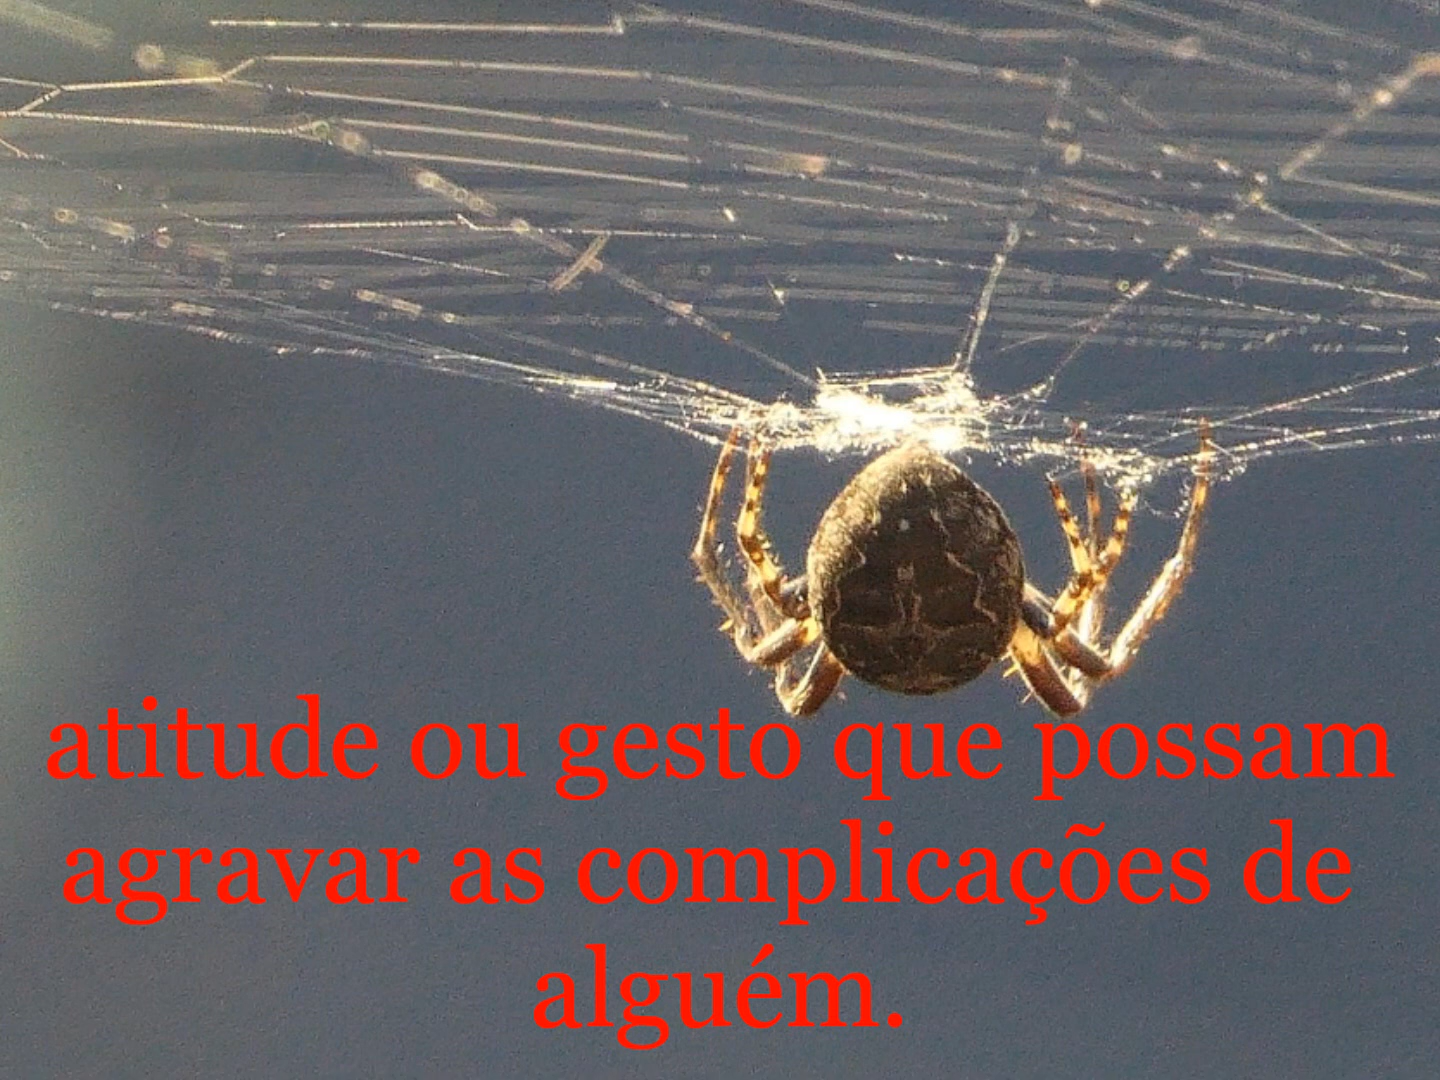 atitude ou gesto que possam
agravar as complicações de
alguém.